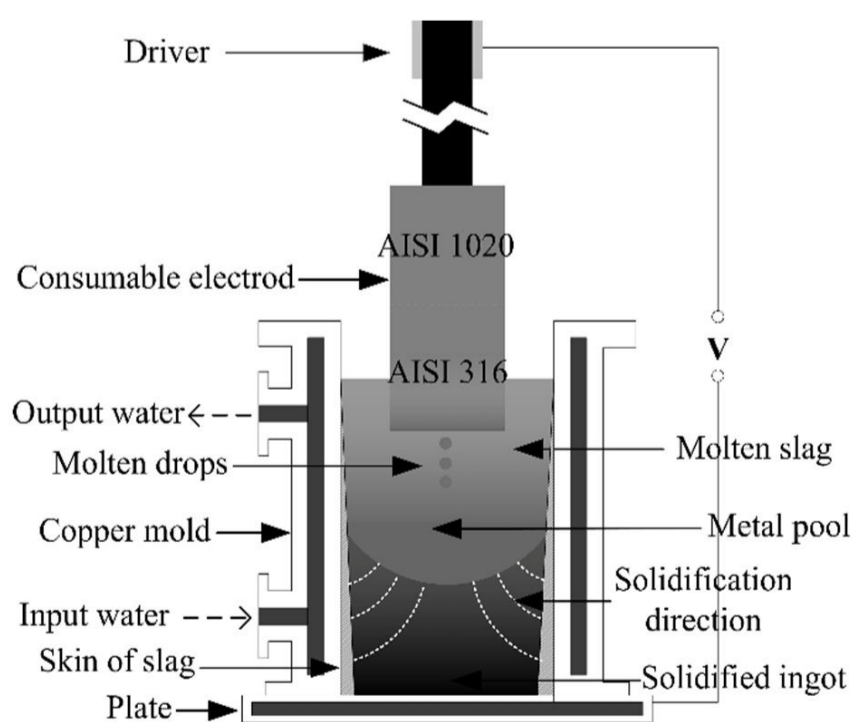 Driver
AISI 1020
Consumable electrod
AISI 316
V
Output water
Molten slag
Molten drops
Copper mold
Metal pool
Solidification
direction
Input water
Skin of slag
Solidified ingot
Plate